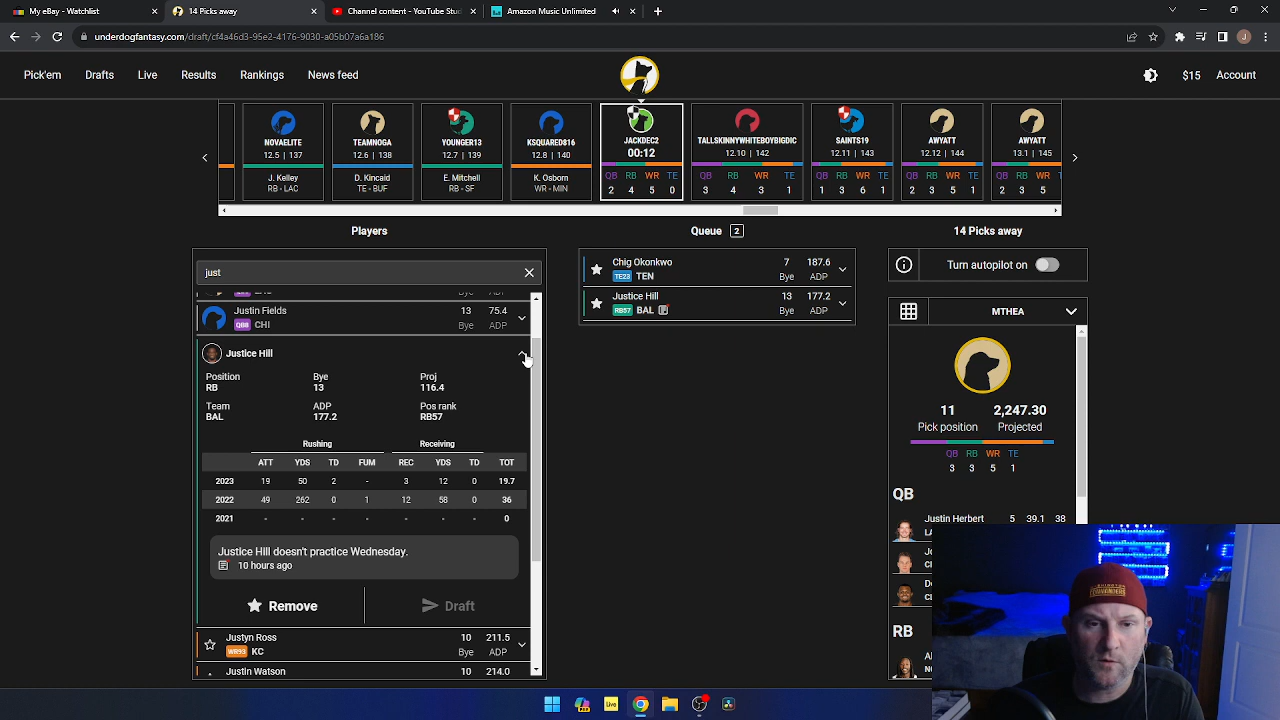 My eBay - Watchlist
14 Picks away
Channel content - YouTube Stud
Amazon Music Unlimited
underdogfantasy.com/draft/cf4a46d3-95e2-4176-9030-a05b07a6a186
J
Pick'em Drafts Live Results Rankings News feed $15 Account
NOVAELITE TEAMNOGA YOUNGER13 KSQUARED816 JACKDEC2 TALLSKINNYWHITEBOYBIGDIC SAINTS19 AWYATT AWYATT
12.5 | 137 12.6 | 138 12.7 | 139 12.8 | 140 00:12 12.10 | 142 12.11 | 143 12.12 | 144 13.1 | 145
J. Kelley D. Kincaid E. Mitchell K. Osborn QB RB WR TE QB RB WR TE QB RB WR TE QB RB WR TE QB RB WR
RB - LAC TE - BUF RB - SF WR - MIN 2 4 5 0 3 4 3 1 1 3 6 1 2 3 5 1 2 3 5
Players
just
Bye ADP
Justin Fields 13 75.4
QB8 CHI Bye ADP
Justice Hill
Position Bye Proj
RB 13 116.4
Team ADP Pos rank
BAL 177.2 RB57
Rushing Receiving
ATT YDS TD FUM REC YDS TD TOT
2023 19 50 2 - 3 12 0 19.7
2022 49 262 0 1 12 58 0 36
2021 - - - - - - - 0
Justice Hill doesn't practice Wednesday.
10 hours ago
Remove Draft
Justyn Ross 10 211.5
WR93 KC Bye ADP
Justin Watson 10 214.0
Queue 2
Chig Okonkwo 7 187.6
TE23 TEN Bye ADP
Justice Hill 13 177.2
RB57 BAL Bye ADP
14 Picks away
Turn autopilot on
MTHEA
11 2,247.30
Pick position Projected
QB RB WR TE
3 3 5 1
QB
Justin Herbert 5 39.1 38
RB
Live